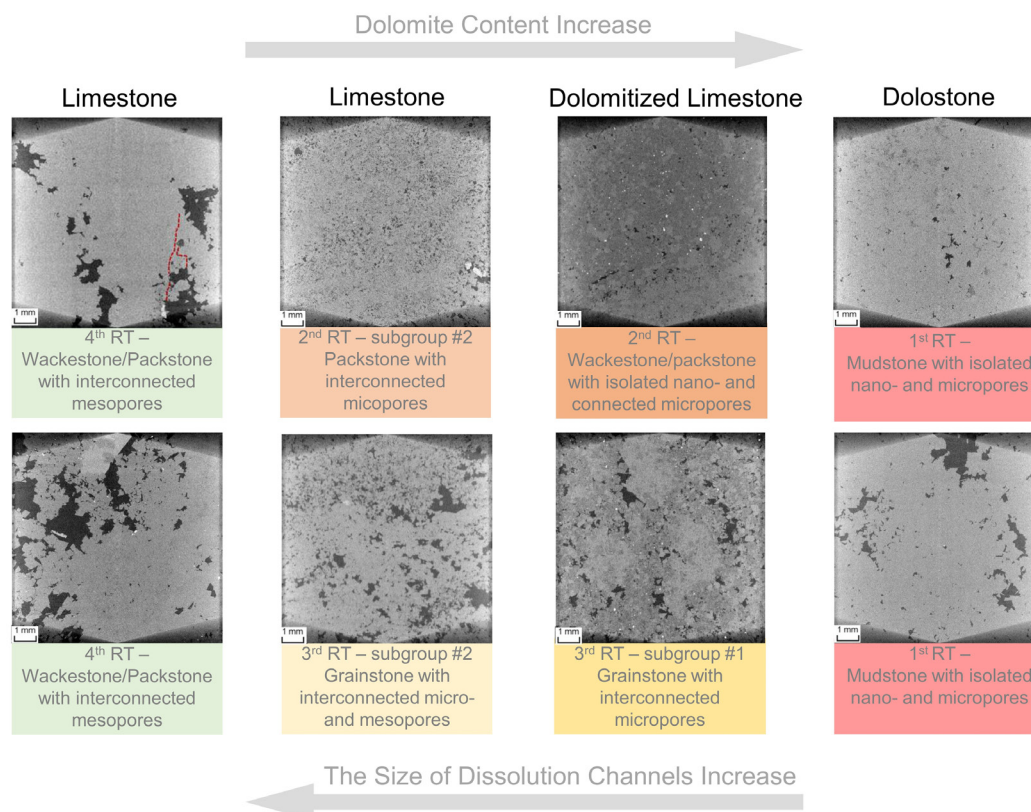 Dolomite Content Increase
Limestone
Limestone
Dolomitized Limestone
Dolostone
1 mm
1 mm
1 mm
1 mm
4th RT –
Wackestone/Packstone
with interconnected
mesopores
2nd RT – subgroup #2
Packstone with
interconnected
micopores
2nd RT –
Wackestone/packstone
with isolated nano- and
connected micropores
1st RT –
Mudstone with isolated
nano- and micropores
1 mm
1 mm
1 mm
1 mm
4th RT –
Wackestone/Packstone
with interconnected
mesopores
3rd RT – subgroup #2
Grainstone with
interconnected micro-
and mesopores
3rd RT – subgroup #1
Grainstone with
interconnected
micropores
1st RT –
Mudstone with isolated
nano- and micropores
The Size of Dissolution Channels Increase